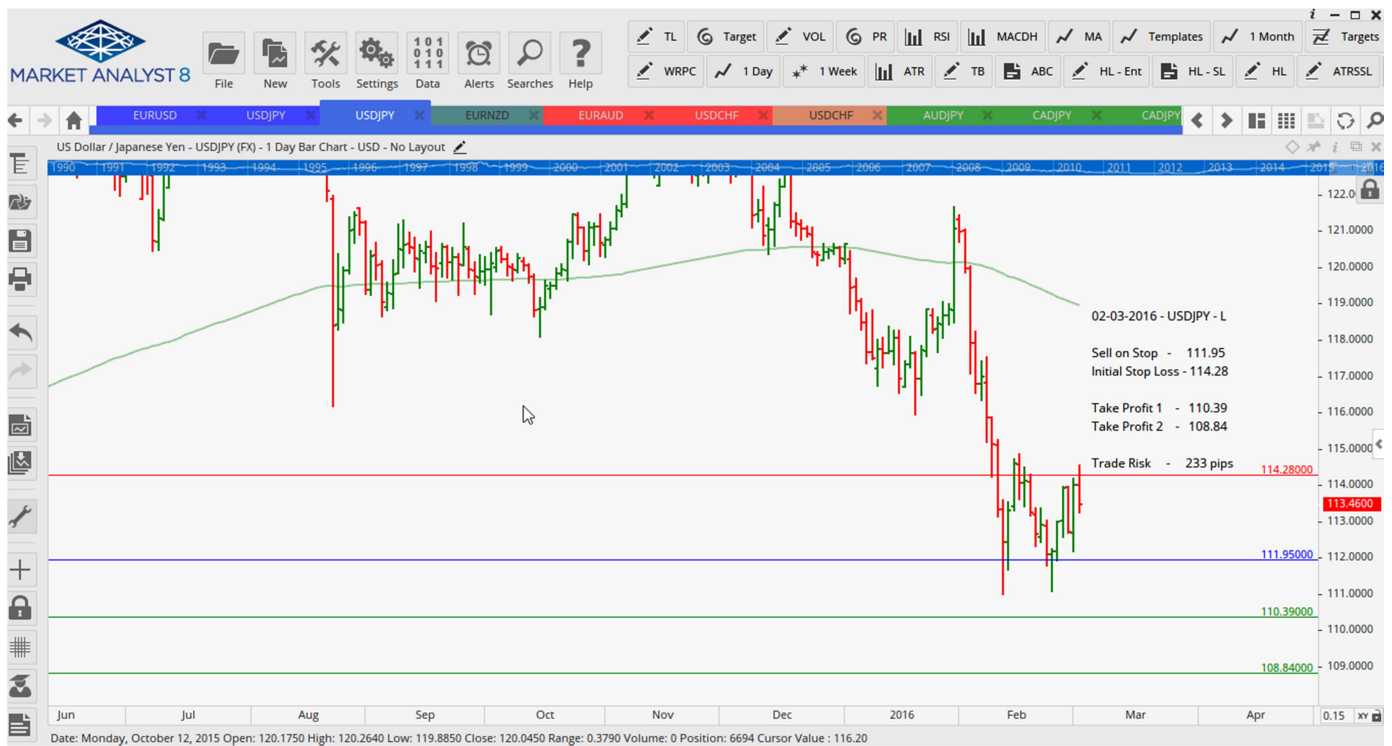 i
MARKET ANALYST 8
File New Tools Settings Data Alerts Searches Help
101
010
111
TL Target VOL PR RSI MACDH MA Templates 1 Month Targets
WRPC 1 Day 1 Week ATR TB ABC HL - Ent HL - SL HL ATRSSL
EURUSD USDJPY USDJPY EURNZD EURAUD USDCHF USDCHF AUDJPY CADJPY CADJPY
US Dollar / Japanese Yen - USDJPY (FX) - 1 Day Bar Chart - USD - No Layout
1990 1991 1992 1993 1994 1995 1996 1997 1998 1999 2000 2001 2002 2003 2004 2005 2006 2007 2008 2009 2010 2011 2012 2013 2014 2015 2016
122.0
121.0000
120.0000
119.0000
02-03-2016 - USDJPY - L
118.0000
Sell on Stop - 111.95
Initial Stop Loss - 114.28
117.0000
Take Profit 1 - 110.39
116.0000
Take Profit 2 - 108.84
115.0000
Trade Risk - 233 pips
114.28000
114.0000
113.4600
113.0000
111.95000
112.0000
111.0000
110.39000
110.0000
108.84000
109.0000
Jun Jul Aug Sep Oct Nov Dec 2016 Feb Mar Apr 0.15 XY
Date: Monday, October 12, 2015 Open: 120.1750 High: 120.2640 Low: 119.8850 Close: 120.0450 Range: 0.3790 Volume: 0 Position: 6694 Cursor Value : 116.20